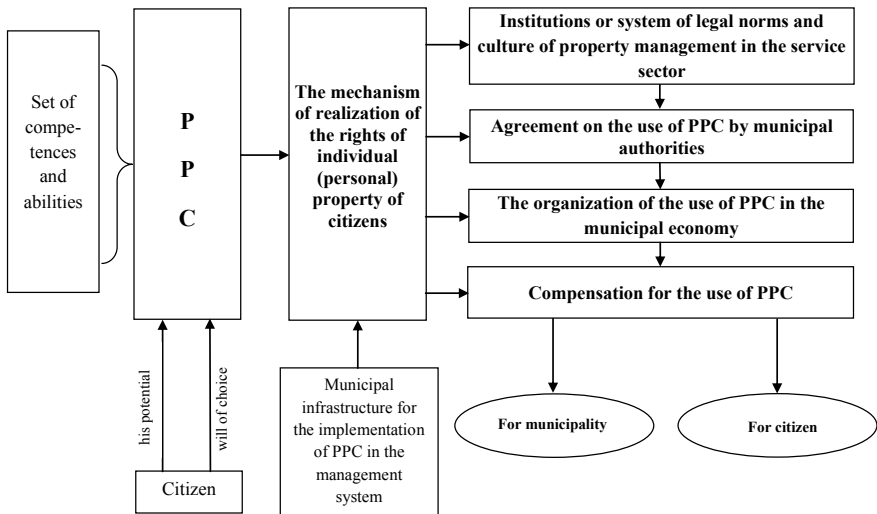 Set of
compe-
tences
and
abilities
P
P
C
his potential
will of choice
Citizen
The mechanism
of realization of
the rights of
individual
(personal)
property of
citizens
Municipal
infrastructure for
the implementation
of PPC in the
management
system
Institutions or system of legal norms and
culture of property management in the service
sector
Agreement on the use of PPC by municipal
authorities
The organization of the use of PPC in the
municipal economy
Compensation for the use of PPC
For municipality
For citizen